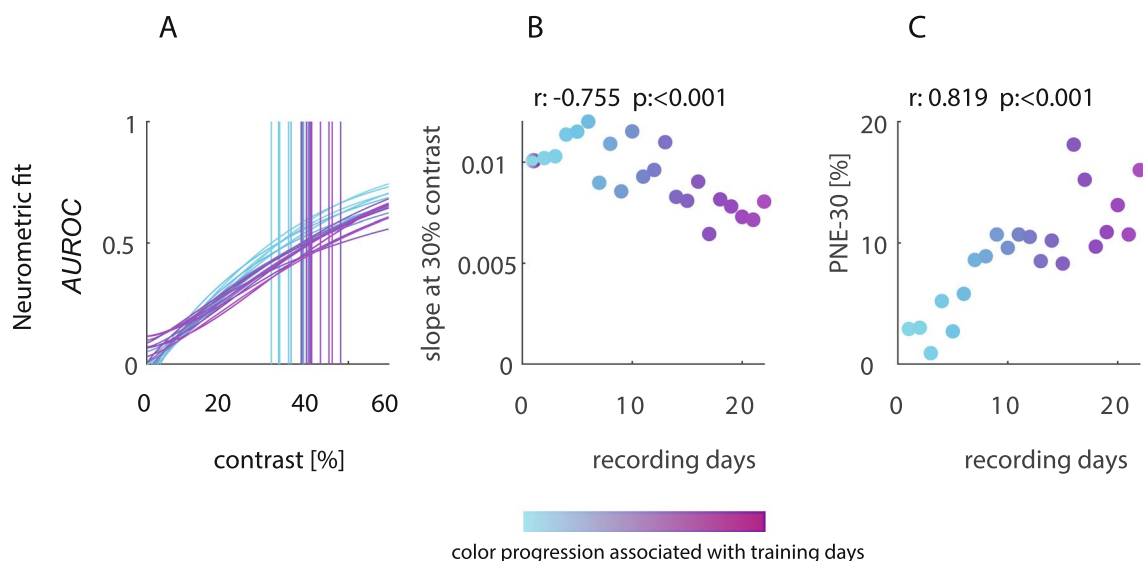 A
B
C
r: -0.755 p:<0.001
r: 0.819 p:<0.001
Neurometric fit
AUROC
1
0.5
0
0
20
40
60
contrast [%]
slope at 30% contrast
0.01
0.005
0
0
10
20
recording days
PNE-30 [%]
20
10
0
0
10
20
recording days
color progression associated with training days